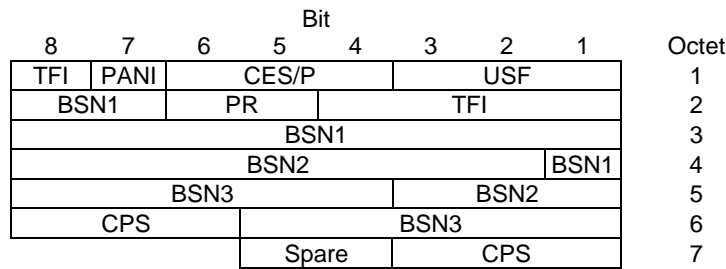 Bit
8 7 6 5 4 3 2 1 Octet
TFI PANI CES/P USF 1
BSN1 PR TFI 2
BSN1 3
BSN2 BSN1 4
BSN3 BSN2 5
CPS BSN3 6
Spare CPS 7